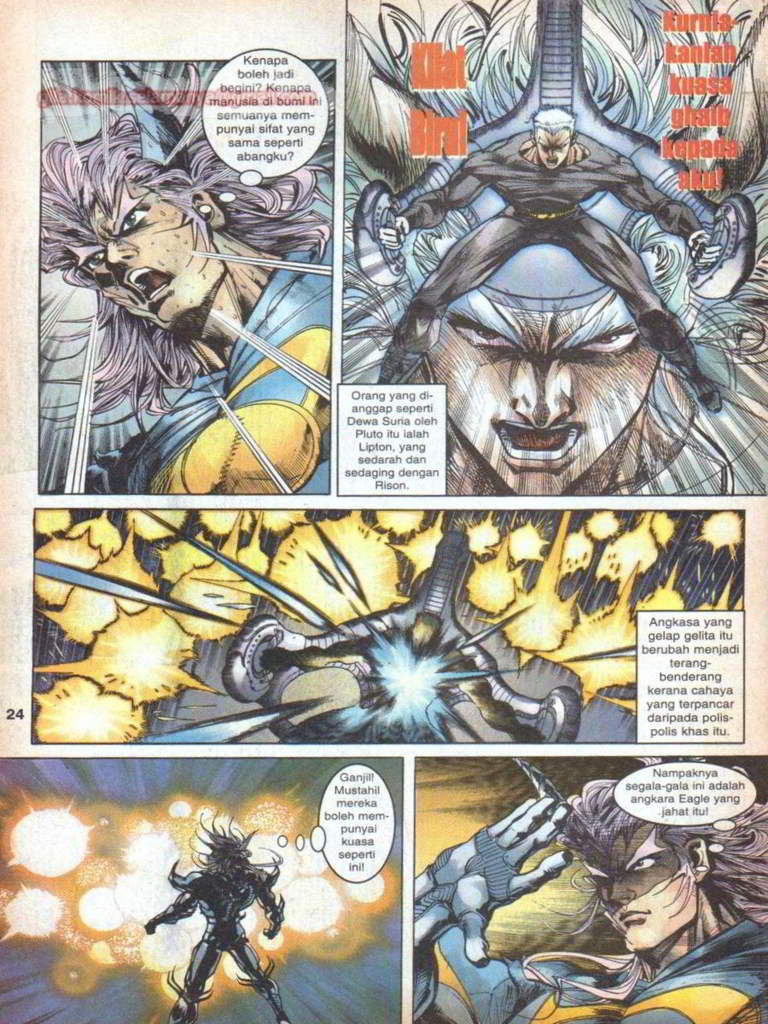 Kenapa
boleh jadi
begini? Kenapa
manusia di bumi ini
semuanya mem-
punyai sifat yang
sama seperti
abangku?
Kilat
Biru!
Kurnia-
kanlah
kuasa
ghaib
kepada
aku!
Orang yang di-
anggap seperti
Dewa Suria oleh
Pluto itu ialah
Lipton, yang
sedarah dan
sedaging dengan
Rison.
Angkasa yang
gelap gelita itu
berubah menjadi
terang-
benderang
kerana cahaya
yang terpancar
daripada polis-
polis khas itu.
24
Ganjil!
Mustahil
mereka
boleh mem-
punyai
kuasa
seperti
ini!
Nampaknya
segala-gala ini adalah
angkara Eagle yang
jahat itu!